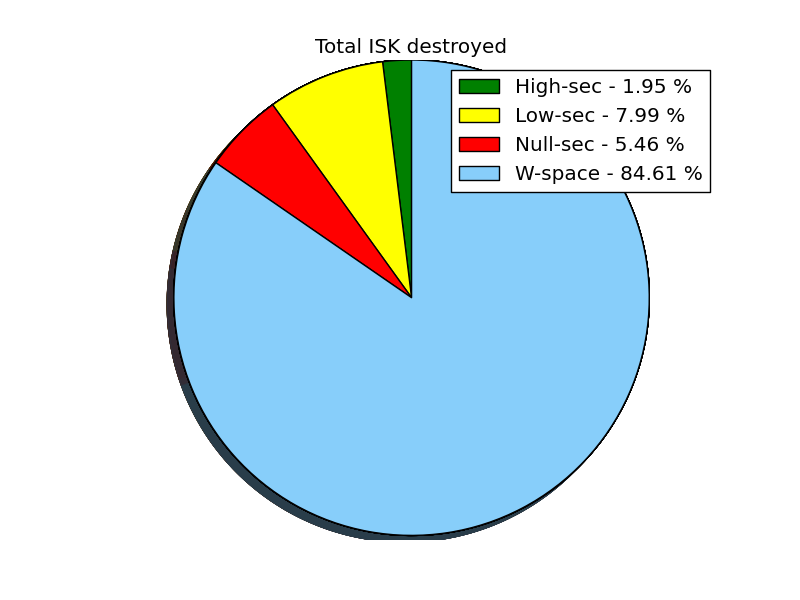 Total ISK destroyed
High-sec - 1.95 %
Low-sec - 7.99 %
Null-sec - 5.46 %
W-space - 84.61 %